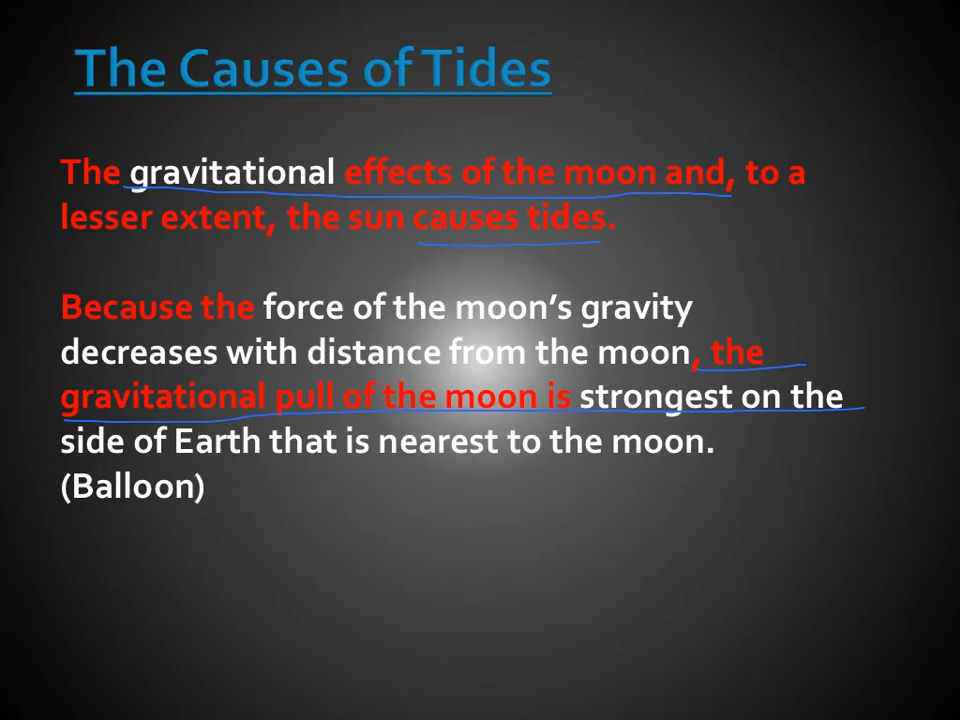 The Causes of Tides
The gravitational effects of the moon and, to a
lesser extent, the sun causes tides.
Because the force of the moon’s gravity
decreases with distance from the moon, the
gravitational pull of the moon is strongest on the
side of Earth that is nearest to the moon.
(Balloon)